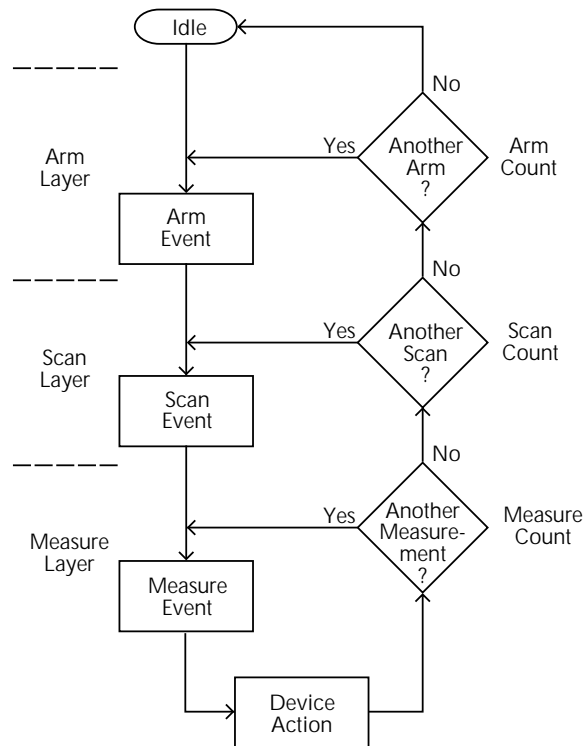 Idle
No
Arm
Layer
Yes
Another
Arm
?
Arm
Count
Arm
Event
No
Scan
Layer
Yes
Another
Scan
?
Scan
Count
Scan
Event
No
Measure
Layer
Yes
Another
Measure-
ment
?
Measure
Count
Measure
Event
Device
Action